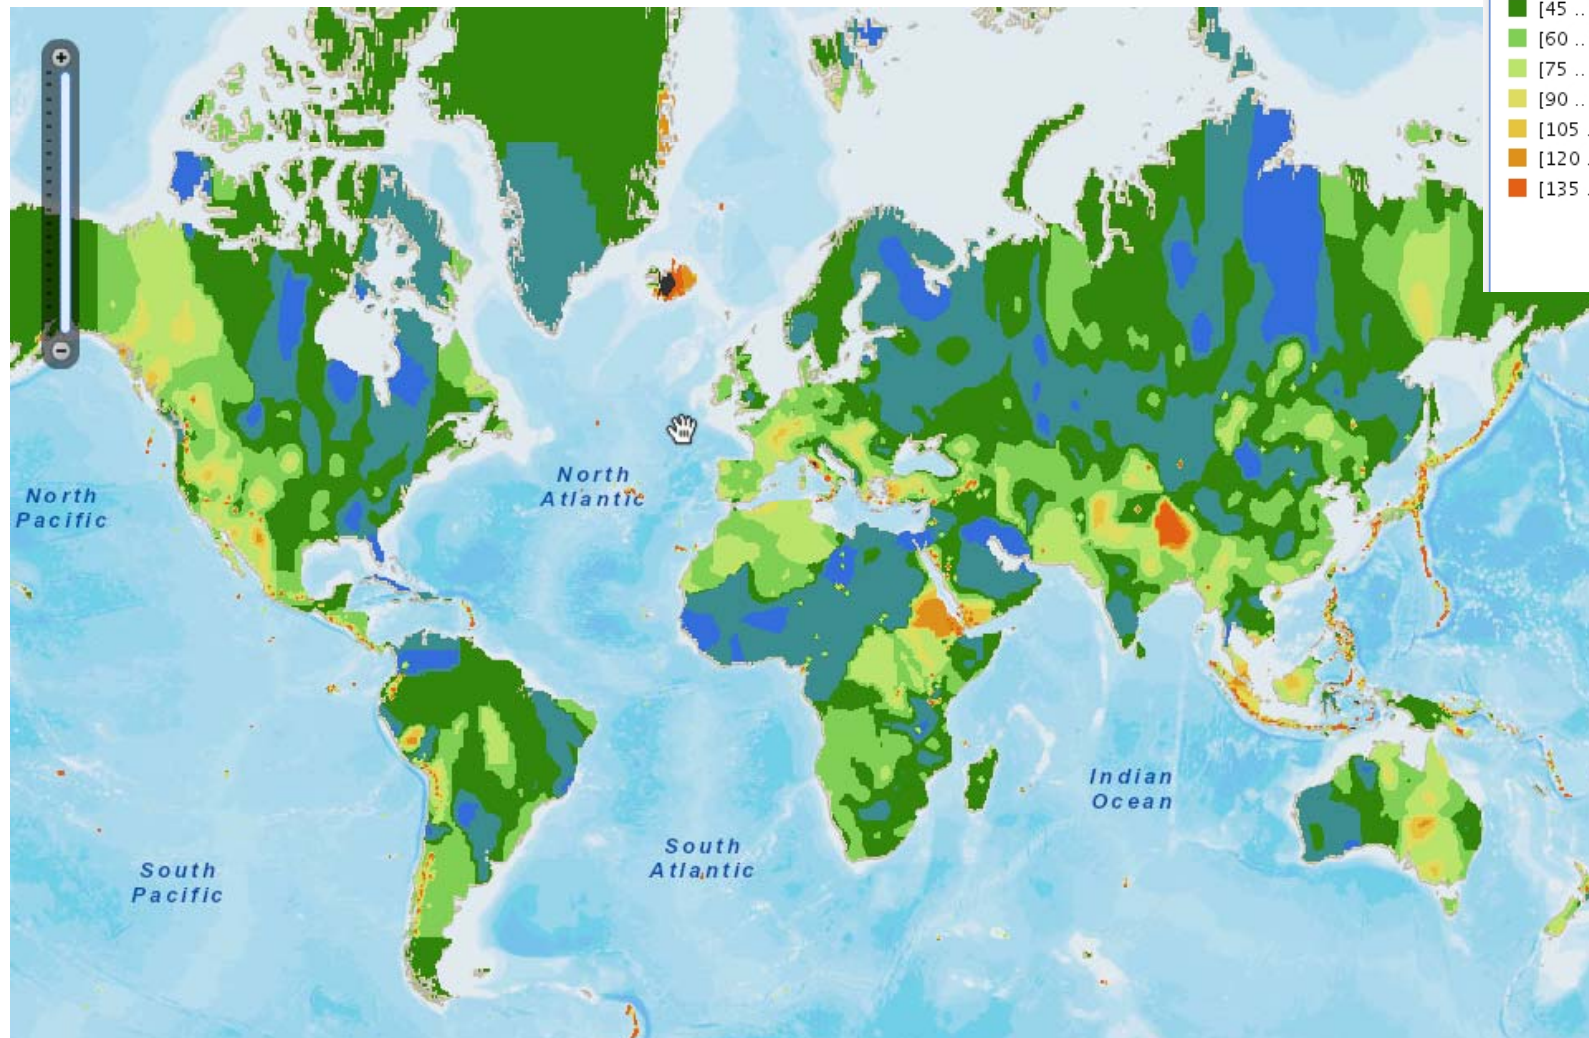 [45 ..
[60 ..
[75 ..
[90 ..
[105 .
[120 .
[135 .
+
North
Atlantic
North
Pacific
Indian
Ocean
South
Atlantic
South
Pacific
−